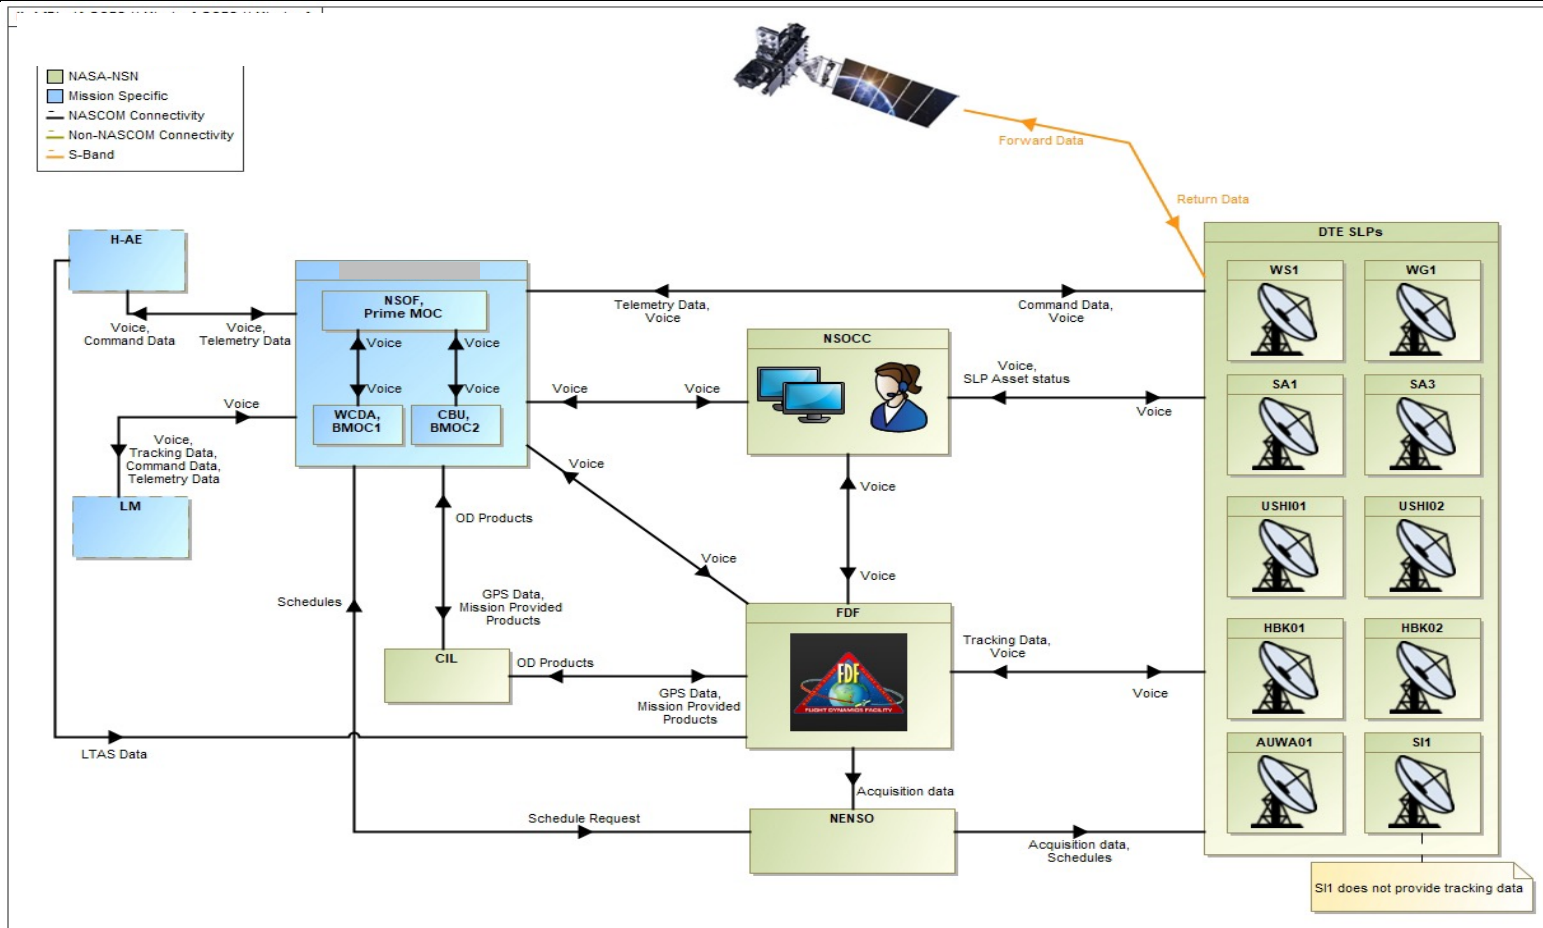 NASA-NSN
Mission Specific
NASCOM Connectivity
Non-NASCOM Connectivity
S-Band
Forward Data
Return Data
H-AE
Voice,
Command Data
Voice,
Telemetry Data
NSOF,
Prime MOC
Voice
Voice
Voice
Voice
WCDA,
BMOC1
CBU,
BMOC2
Telemetry Data,
Voice
Command Data,
Voice
DTE SLPs
WS1
WG1
SA1
SA3
USHI01
USHI02
HBK01
HBK02
AUWA01
SI1
SI1 does not provide tracking data
NSOCC
Voice
Voice
Voice,
SLP Asset status
Voice
Voice
Voice,
Tracking Data,
Command Data,
Telemetry Data
LM
OD Products
GPS Data,
Mission Provided
Products
Voice
Voice
Voice
Voice
Schedules
CIL
OD Products
GPS Data,
Mission Provided
Products
FDF
FDF
FLIGHT DYNAMICS FACILITY
Tracking Data,
Voice
Voice
LTAS Data
Acquisition data
Schedule Request
NENSO
Acquisition data,
Schedules